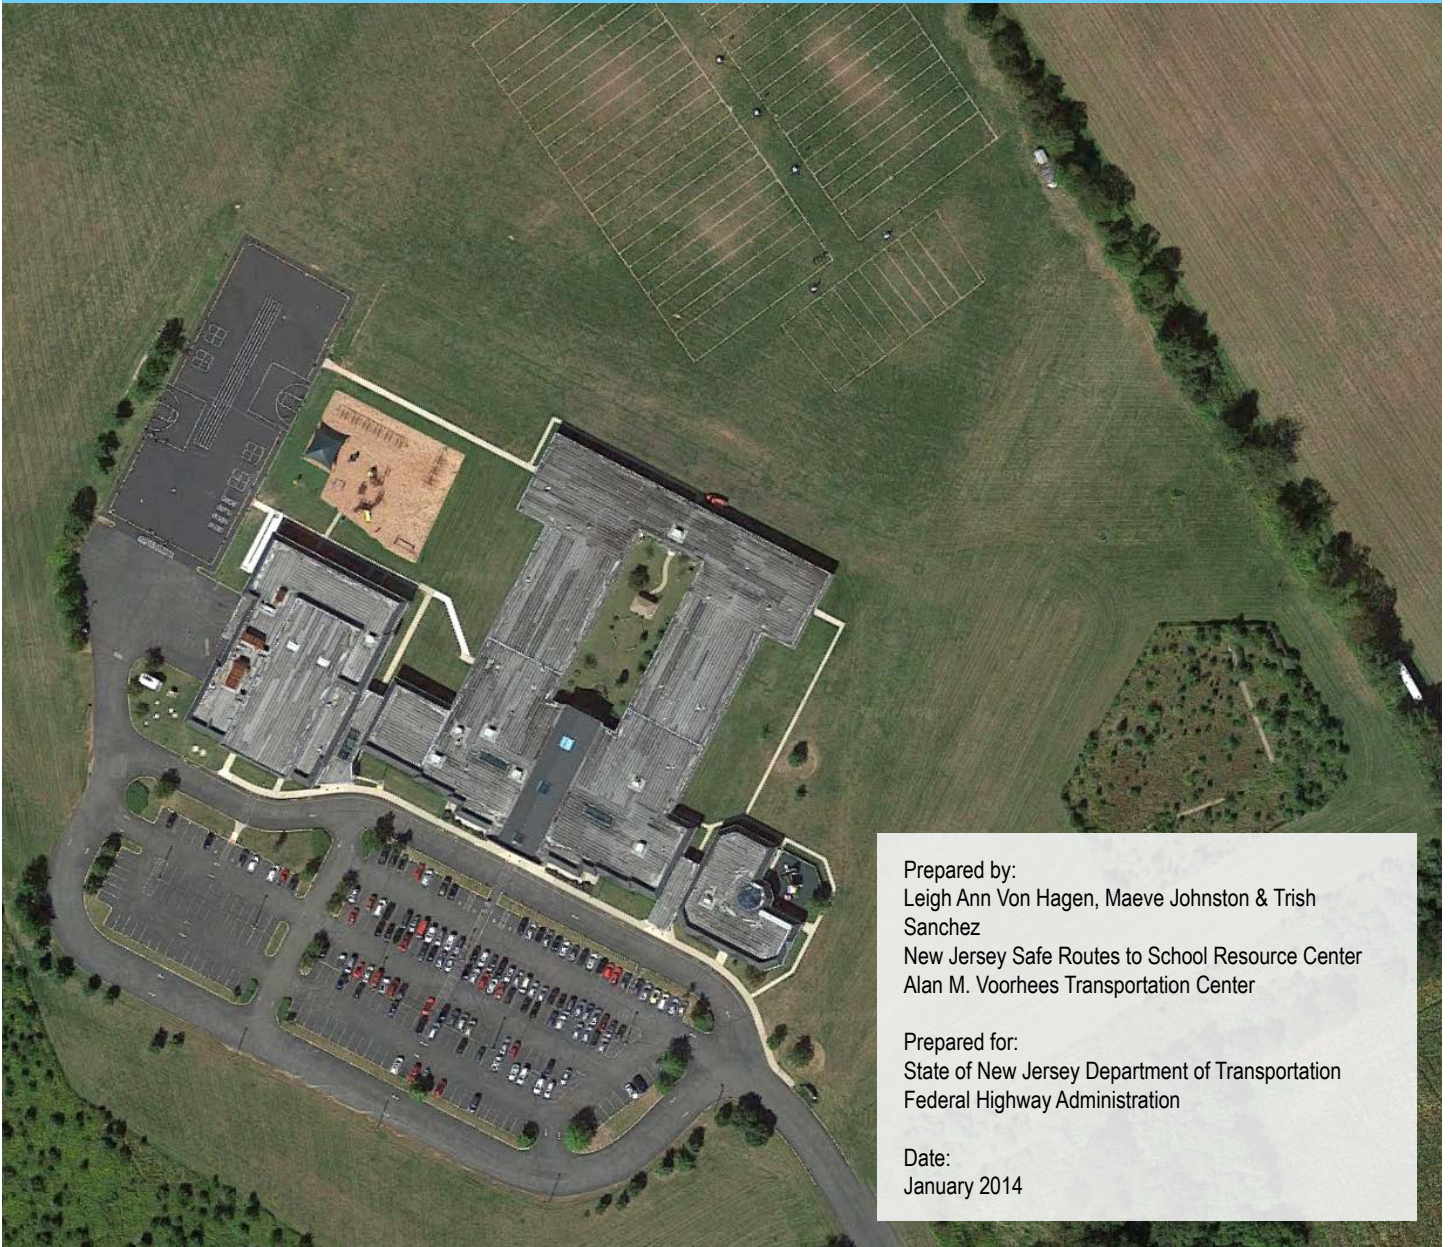 Prepared by:
Leigh Ann Von Hagen, Maeve Johnston & Trish
Sanchez
New Jersey Safe Routes to School Resource Center
Alan M. Voorhees Transportation Center
Prepared for:
State of New Jersey Department of Transportation
Federal Highway Administration
Date:
January 2014